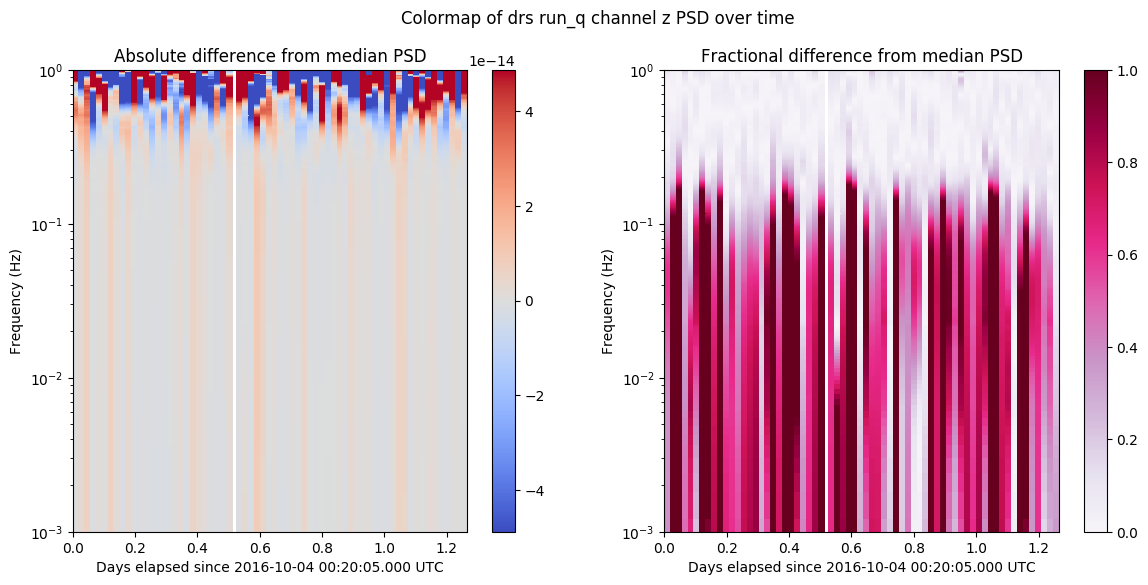 Colormap of drs run_q channel z PSD over time
Absolute difference from median PSD
1e−14
10⁰
10⁻¹
10⁻²
10⁻³
Frequency (Hz)
0.0 0.2 0.4 0.6 0.8 1.0 1.2
Days elapsed since 2016-10-04 00:20:05.000 UTC
4
2
0
−2
−4
Fractional difference from median PSD
10⁰
10⁻¹
10⁻²
10⁻³
Frequency (Hz)
0.0 0.2 0.4 0.6 0.8 1.0 1.2
Days elapsed since 2016-10-04 00:20:05.000 UTC
1.0
0.8
0.6
0.4
0.2
0.0